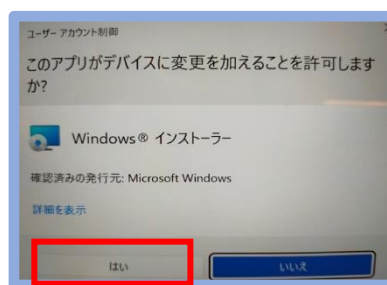 ユーザー アカウント制御
このアプリがデバイスに変更を加えることを許可します
か?
Windows® インストーラー
確認済みの発行元: Microsoft Windows
詳細を表示
はい
いいえ